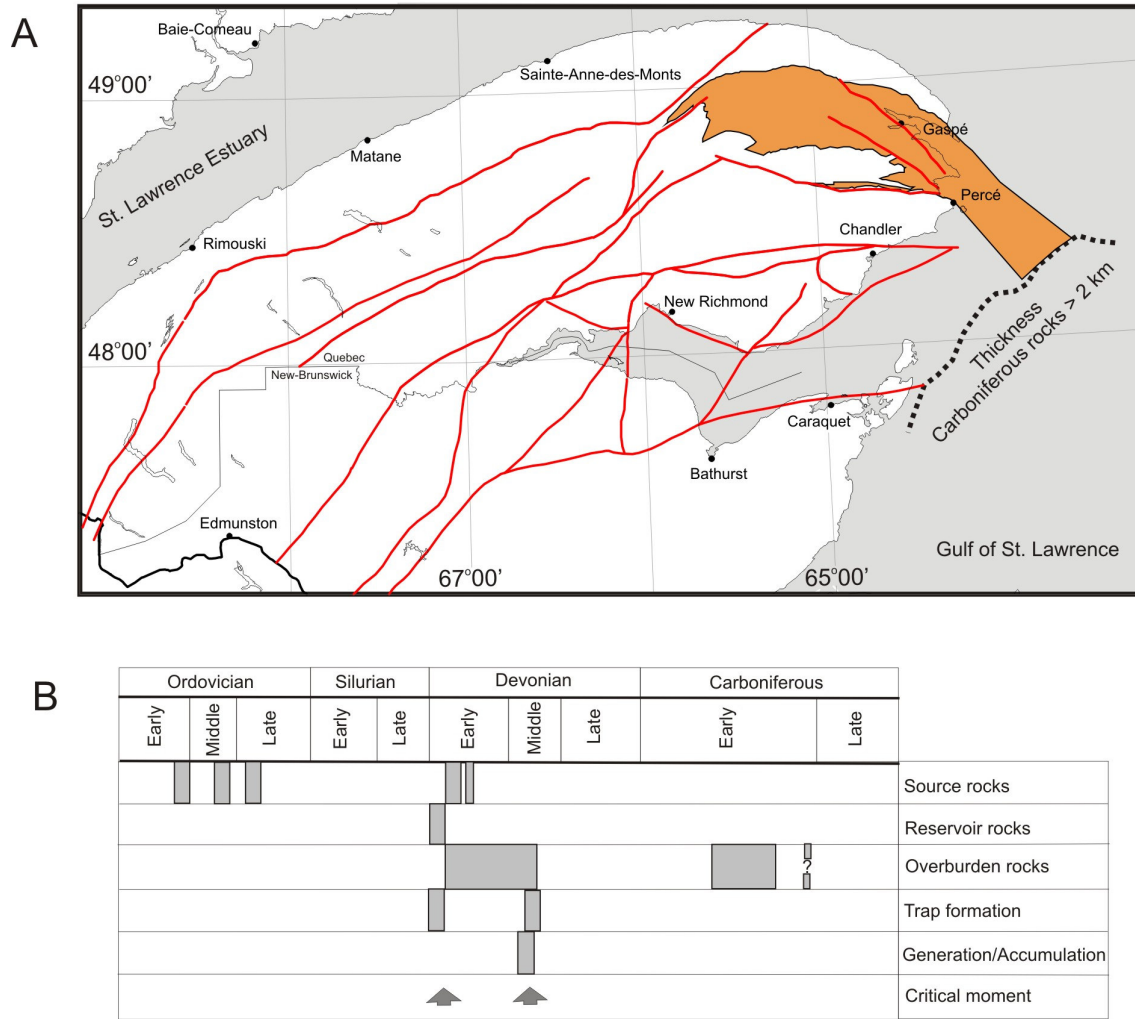 A
Baie-Comeau
Sainte-Anne-des-Monts
49°00'
Gaspé
Matane
St. Lawrence Estuary
Percé
Rimouski
Chandler
New Richmond
48°00'
Quebec
New-Brunswick
Thickness
Carboniferous rocks > 2 km
Caraquet
Bathurst
Edmunston
Gulf of St. Lawrence
67°00'
65°00'
B
Ordovician
Silurian
Devonian
Carboniferous
Early
Middle
Late
Early
Late
Early
Middle
Late
Early
Late
Source rocks
Reservoir rocks
Overburden rocks
?
Trap formation
Generation/Accumulation
Critical moment